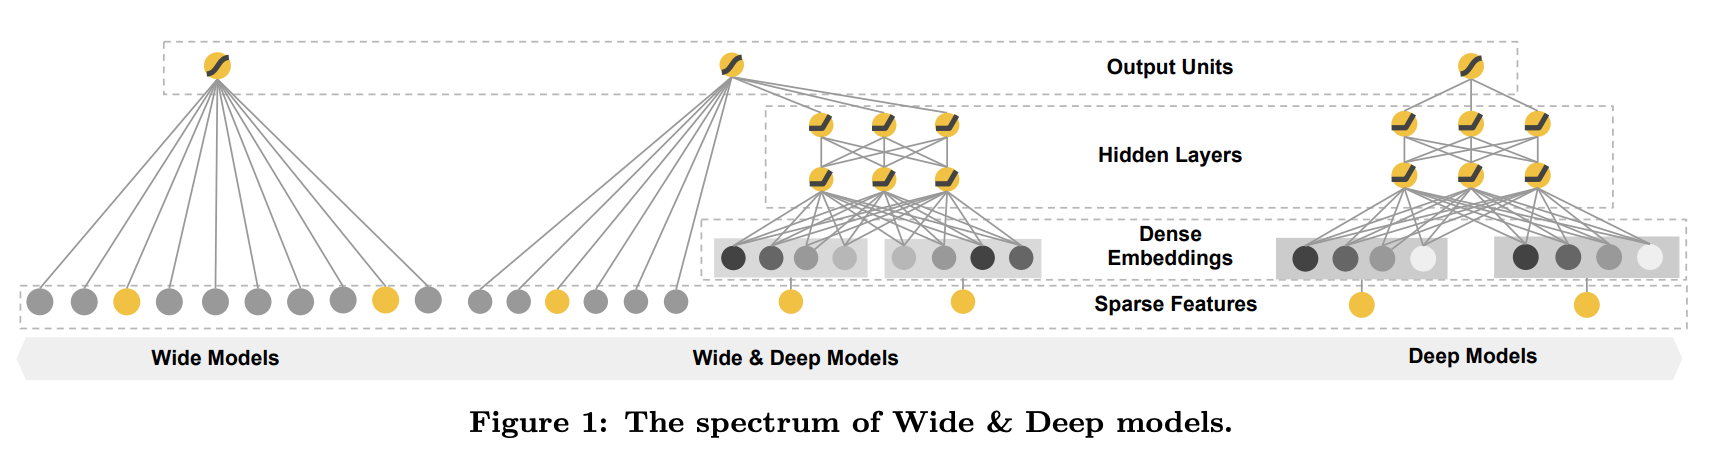 Output Units
Hidden Layers
Dense
Embeddings
Sparse Features
Wide Models
Wide & Deep Models
Deep Models
Figure 1: The spectrum of Wide & Deep models.